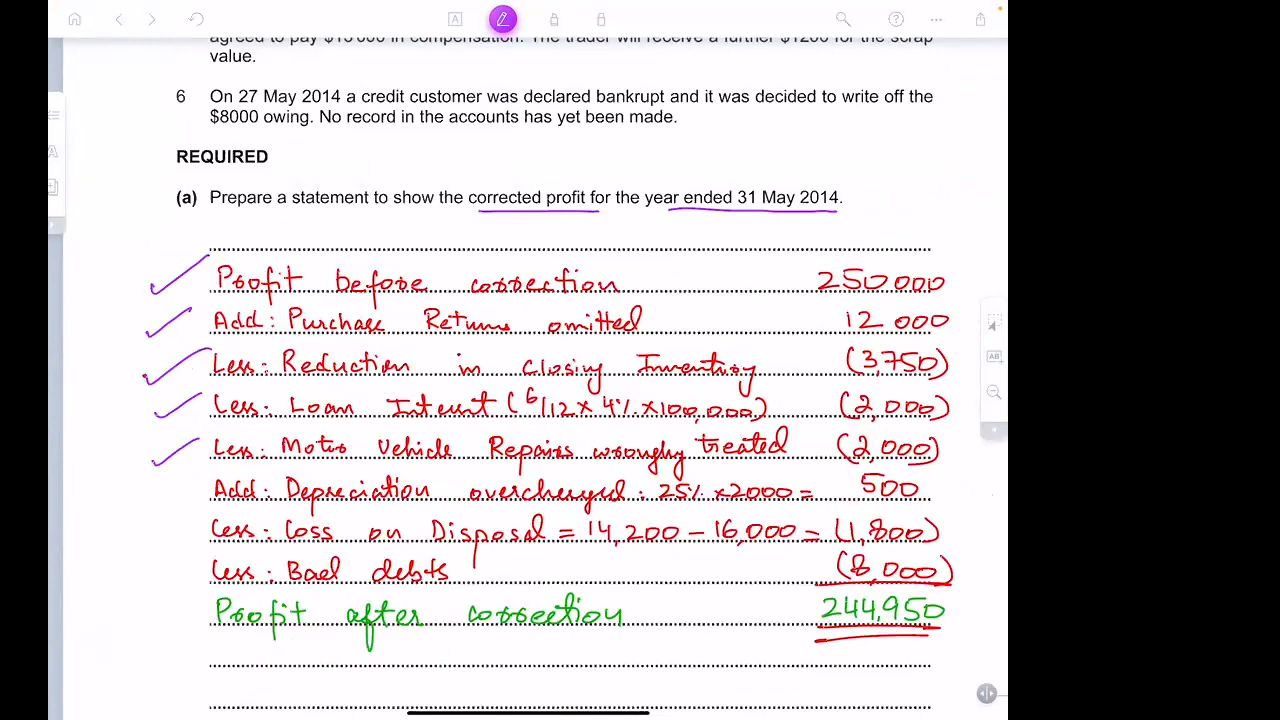 agreed to pay $13 000 in compensation. The trader will receive a further $1200 for the scrap
value.
6 On 27 May 2014 a credit customer was declared bankrupt and it was decided to write off the
$8000 owing. No record in the accounts has yet been made.
REQUIRED
(a) Prepare a statement to show the corrected profit for the year ended 31 May 2014.
Profit before correction 250000
Add: Purchase Returns omitted 12 000
Less: Reduction in closing Inventory (3,750)
Less: Loan Interest (6/12 x 4% x 100,000) (2,000)
Less: Motor Vehicle Repairs wrongly treated (2,000)
Add: Depreciation overcharged: 25% x 2000 = 500
Less: Loss on Disposal = 14,200 - 16,000 = (1,800)
Less: Bad debts (8,000)
Profit after correction 244,950